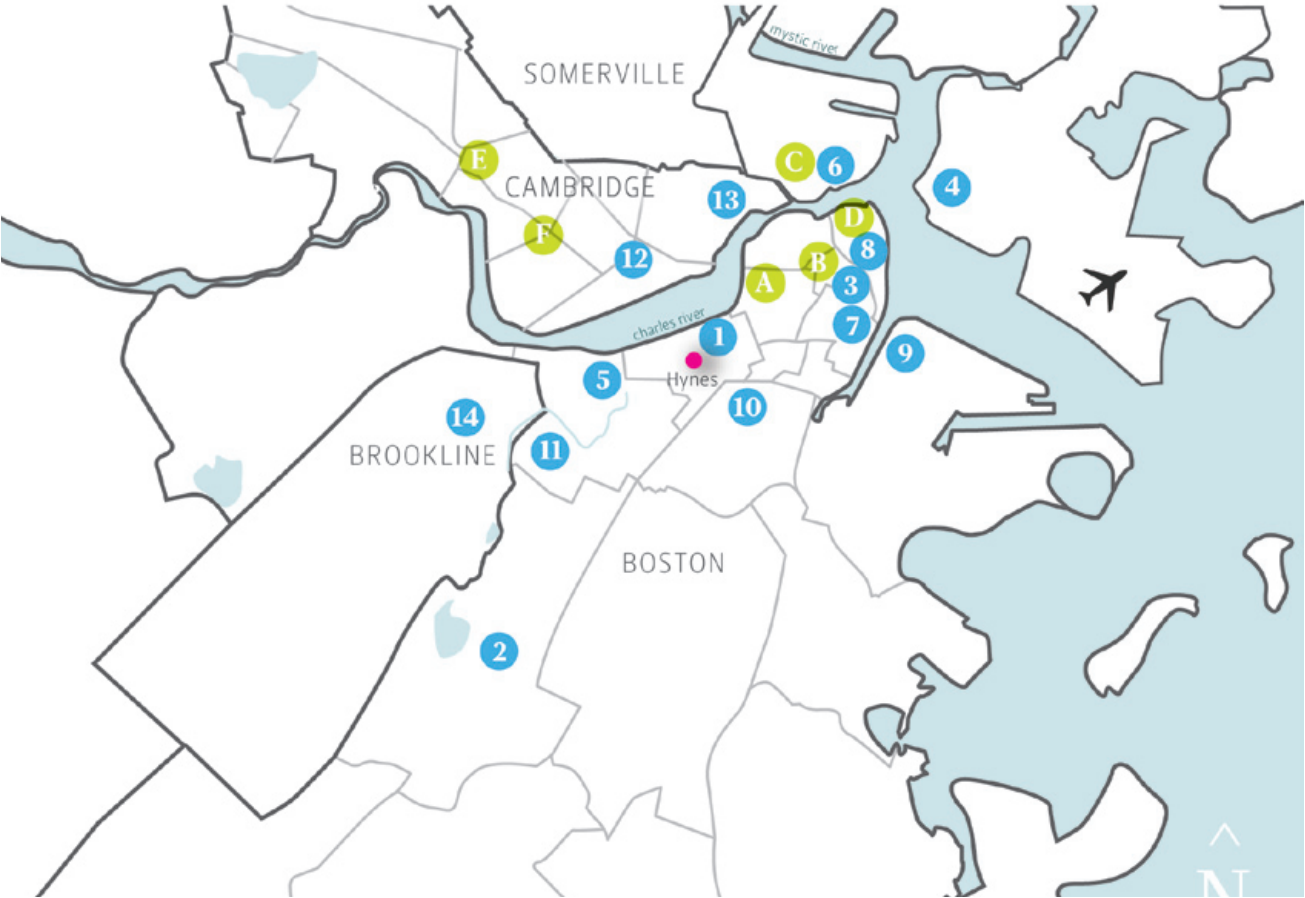 mystic river
SOMERVILLE
C
6
E
CAMBRIDGE
4
13
D
F
8
12
B
A
3
charles river
7
1
9
Hynes
5
10
14
BROOKLINE
11
BOSTON
2
N